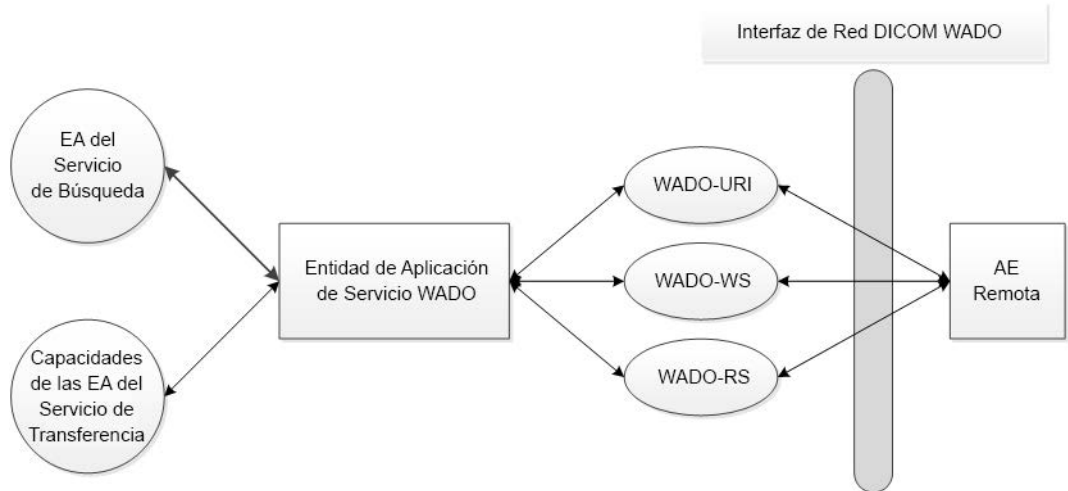 Interfaz de Red DICOM WADO
EA del
Servicio
de Búsqueda
Capacidades
de las EA del
Servicio de
Transferencia
Entidad de Aplicación
de Servicio WADO
WADO-URI
WADO-WS
WADO-RS
AE
Remota